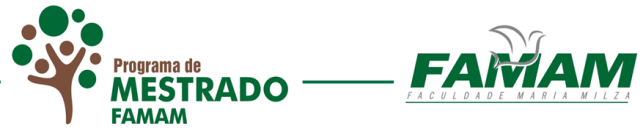 Programa de
MESTRADO
FAMAM
FAMAM
FACULDADE MARIA MILZA